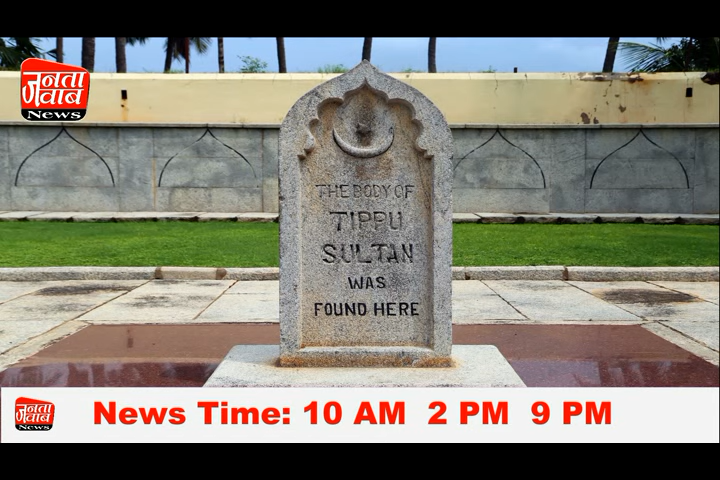 जनता
जवाब
News
THE BODY OF
TIPPU
SULTAN
WAS
FOUND HERE
जनता
जवाब
News
News Time: 10 AM 2 PM 9 PM